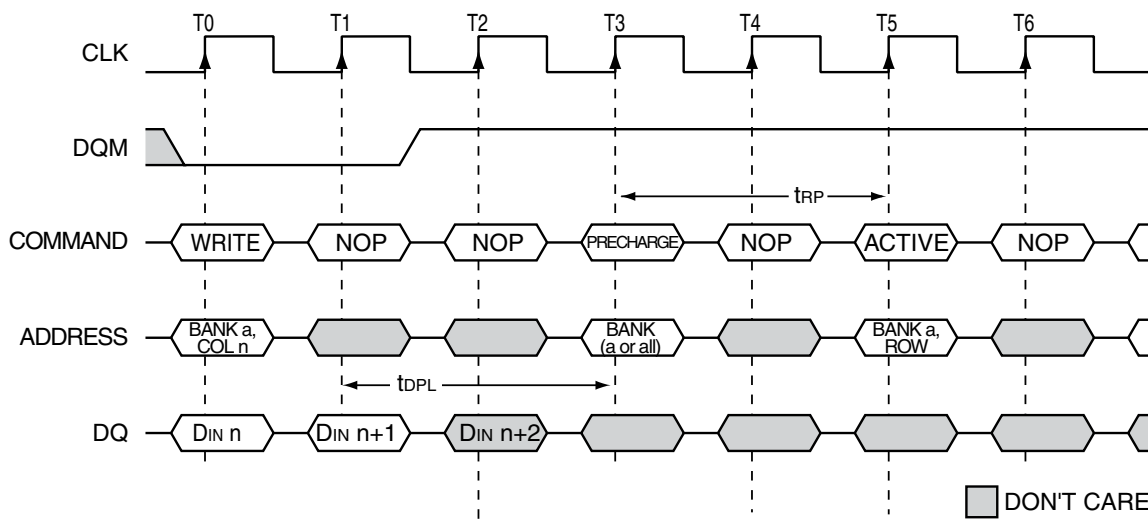 T0 T1 T2 T3 T4 T5 T6
CLK
DQM
tRP
COMMAND WRITE NOP NOP PRECHARGE NOP ACTIVE NOP
ADDRESS BANK a, COL n BANK (a or all) BANK a, ROW
tDPL
DQ DIN n DIN n+1 DIN n+2
DON'T CARE